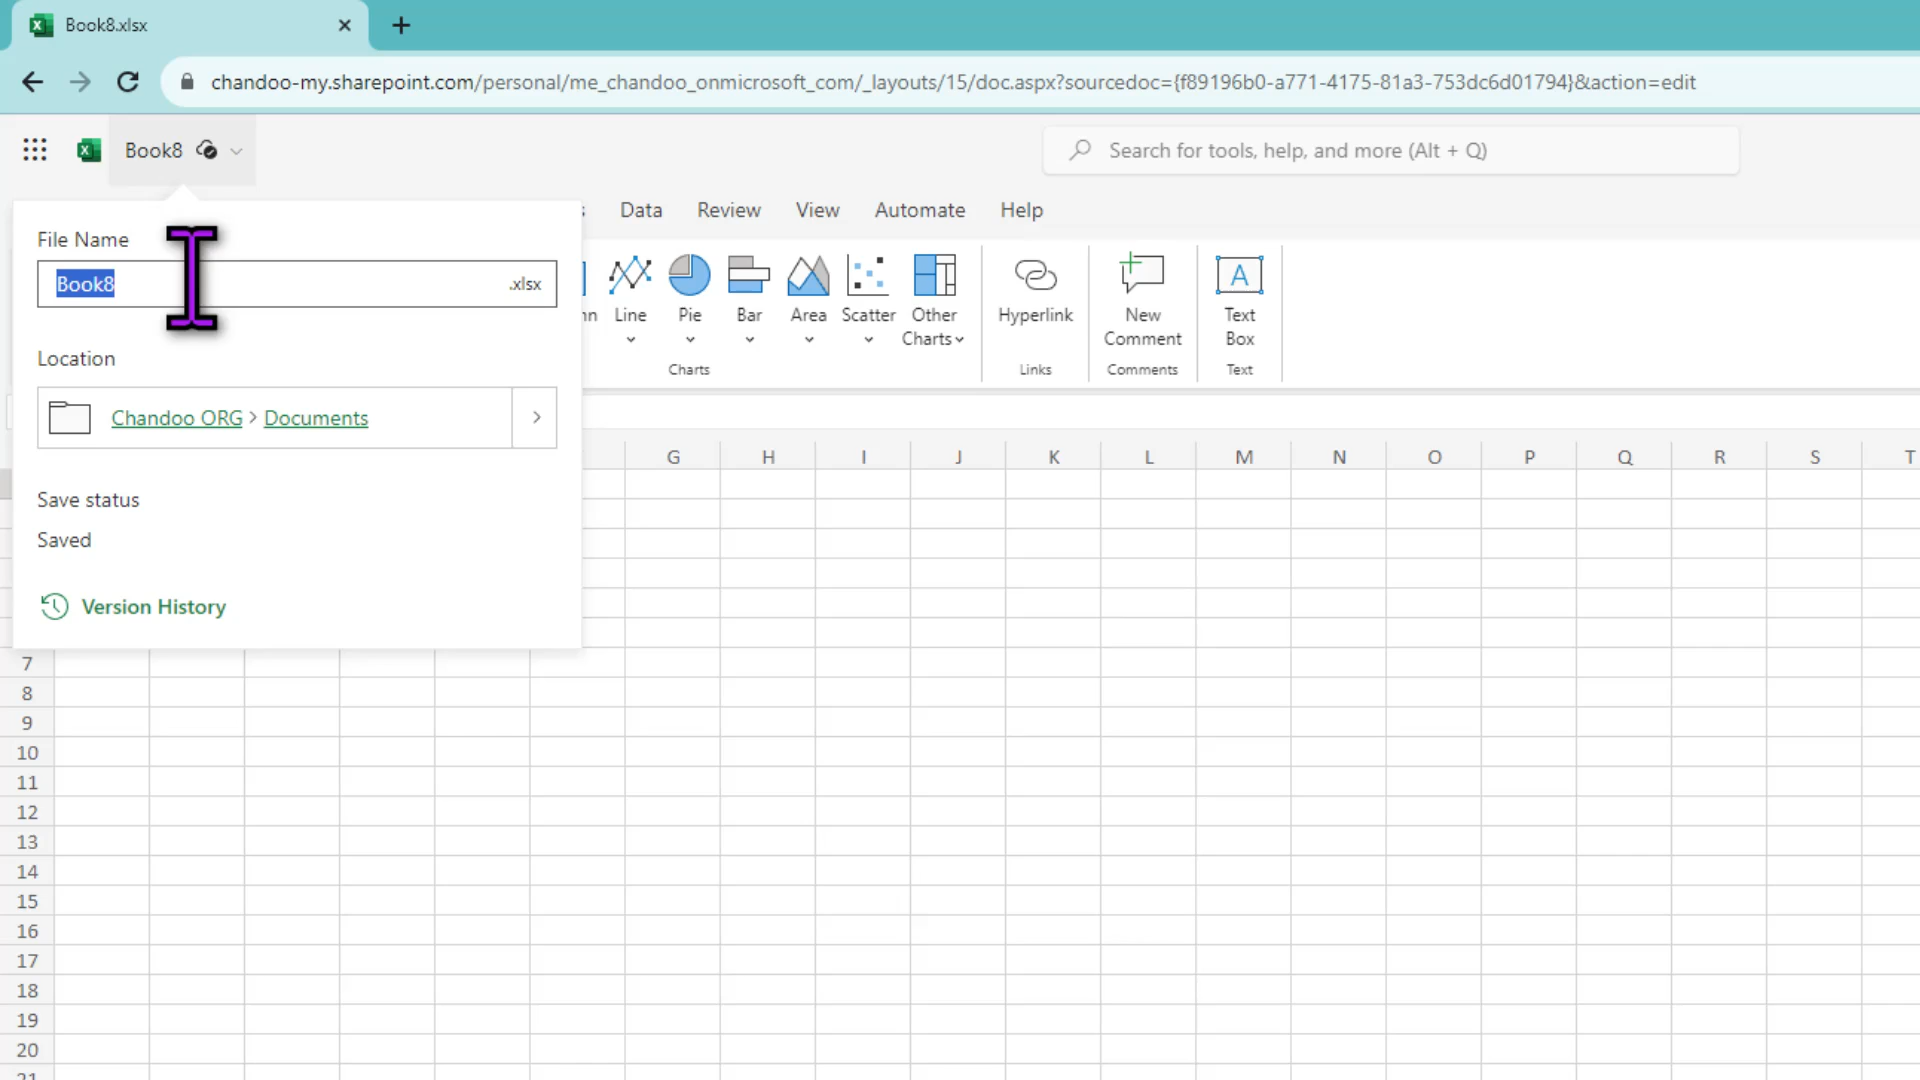 Book8.xlsx
chandoo-my.sharepoint.com/personal/me_chandoo_onmicrosoft_com/_layouts/15/doc.aspx?sourcedoc={f89196b0-a771-4175-81a3-753dc6d01794}&action=edit
Book8
Search for tools, help, and more (Alt + Q)
Data Review View Automate Help
File Name
Book8 .xlsx
Line Pie Bar Area Scatter Other Charts
Hyperlink
New Comment
Text Box
Charts Links Comments Text
Location
Chandoo ORG > Documents
Save status
Saved
Version History
G H I J K L M N O P Q R S T
7
8
9
10
11
12
13
14
15
16
17
18
19
20
21